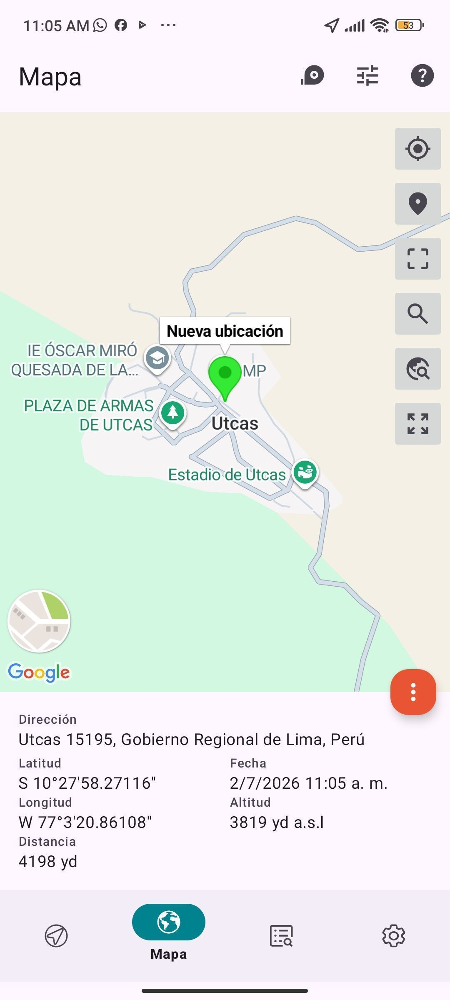 11:05 AM
53
Mapa
Nueva ubicación
IE ÓSCAR MIRÓ
QUESADA DE LA...
MP
PLAZA DE ARMAS
DE UTCAS
Utcas
Estadio de Utcas
Google
Dirección
Utcas 15195, Gobierno Regional de Lima, Perú
Latitud
S 10°27'58.27116"
Fecha
2/7/2026 11:05 a. m.
Longitud
W 77°3'20.86108"
Altitud
3819 yd a.s.l
Distancia
4198 yd
Mapa